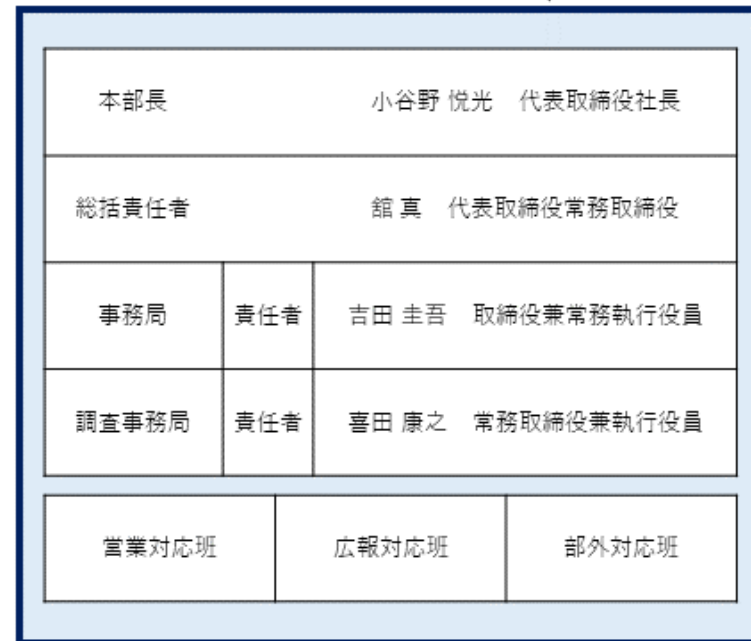 本部長 小谷野 悦光 代表取締役社長
総括責任者 舘 真 代表取締役常務取締役
事務局 責任者 吉田 圭吾 取締役兼常務執行役員
調査事務局 責任者 喜田 康之 常務取締役兼執行役員
営業対応班 広報対応班 部外対応班